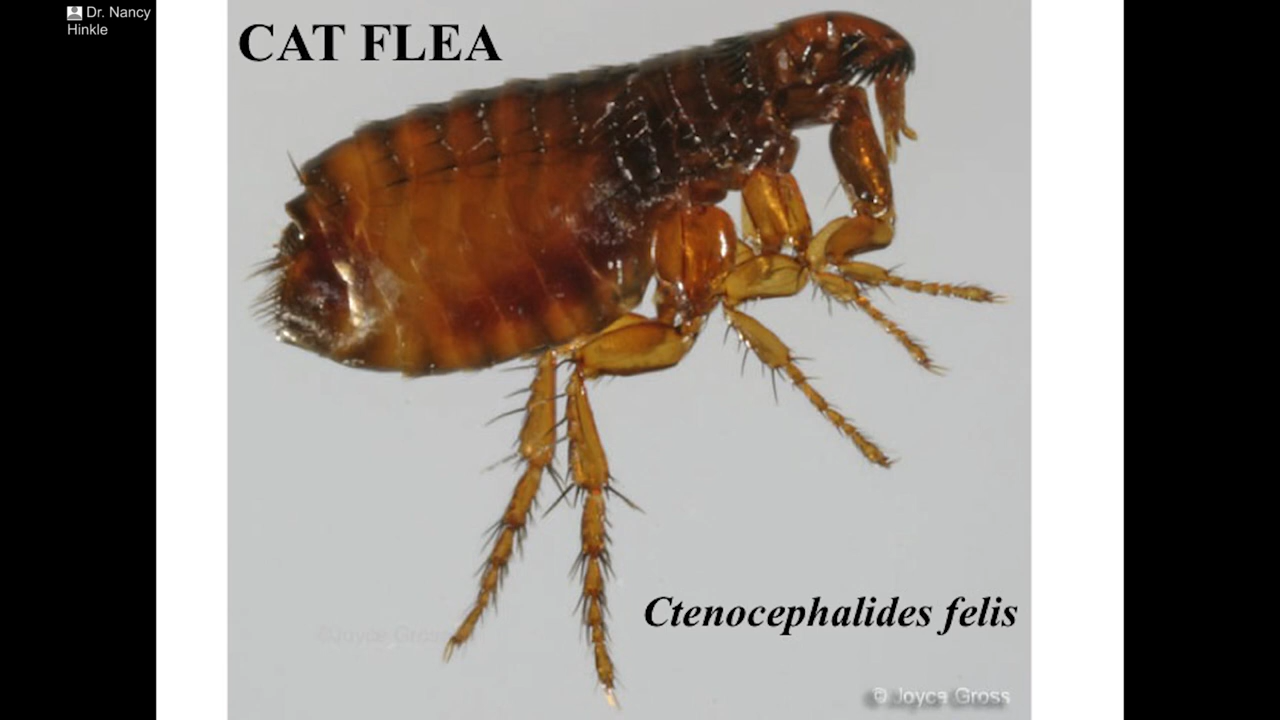 Dr. Nancy
Hinkle
CAT FLEA
Ctenocephalides felis
©Joyce Gross
© Joyce Gross